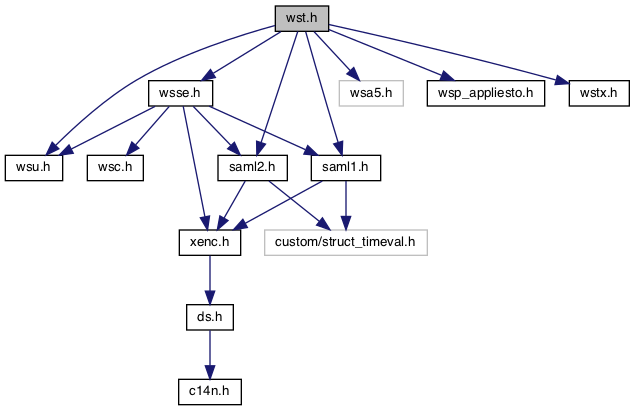 wst.h
wsse.h
wsa5.h
wsp_appliesto.h
wstx.h
wsu.h
wsc.h
saml2.h
saml1.h
xenc.h
custom/struct_timeval.h
ds.h
c14n.h